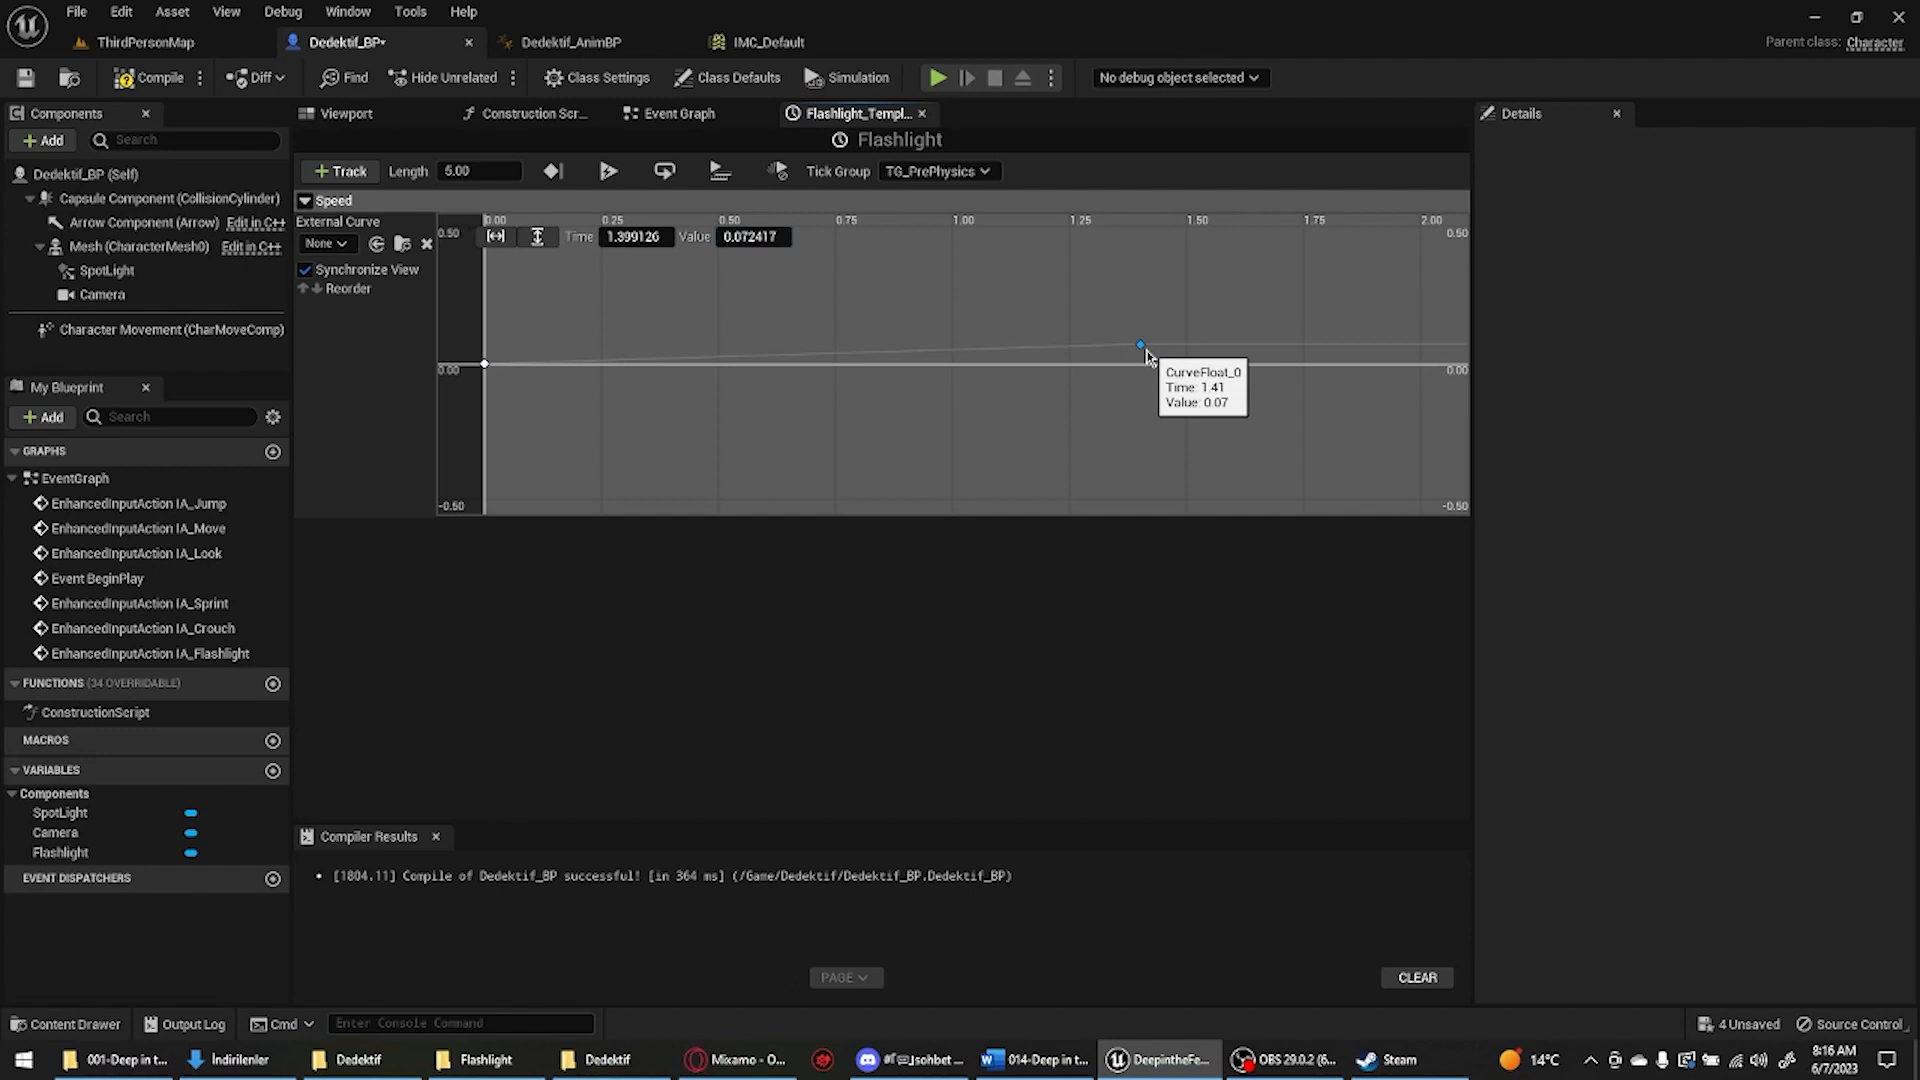 File Edit Asset View Debug Window Tools Help
ThirdPersonMap Dedektif_BP* Dedektif_AnimBP IMC_Default Parent class: Character
Compile Diff Find Hide Unrelated Class Settings Class Defaults Simulation No debug object selected
Components Viewport Construction Scr... Event Graph Flashlight_Templ... Details
Add Search Flashlight
Track Length 5.00 Tick Group TG_PrePhysics
Dedektif_BP (Self)
Capsule Component (CollisionCylinder) Speed
Arrow Component (Arrow) Edit in C++ External Curve 0.00 0.25 0.50 0.75 1.00 1.25 1.50 1.75 2.00
0.50 Time 1.399126 Value 0.072417 0.50
Mesh (CharacterMesh0) Edit in C++ None
SpotLight Synchronize View
Camera Reorder
Character Movement (CharMoveComp)
0.00 0.00
CurveFloat_0
Time: 1.41
Value: 0.07
My Blueprint
Add Search
GRAPHS
EventGraph
-0.50 -0.50
EnhancedInputAction IA_Jump
EnhancedInputAction IA_Move
EnhancedInputAction IA_Look
Event BeginPlay
EnhancedInputAction IA_Sprint
EnhancedInputAction IA_Crouch
EnhancedInputAction IA_Flashlight
FUNCTIONS (34 OVERRIDABLE)
ConstructionScript
MACROS
VARIABLES
Components
SpotLight
Camera
Flashlight
EVENT DISPATCHERS
Compiler Results
[1804.11] Compile of Dedektif_BP successful! [in 364 ms] (/Game/Dedektif/Dedektif_BP.Dedektif_BP)
PAGE CLEAR
Content Drawer Output Log Cmd Enter Console Command 4 Unsaved Source Control
001-Deep in t... İndirilenler Dedektif Flashlight Dedektif Mixamo - O... 014-Deep in t... DeepintheFe... OBS 29.0.2 (6... Steam 14°C 8:16 AM
6/7/2023